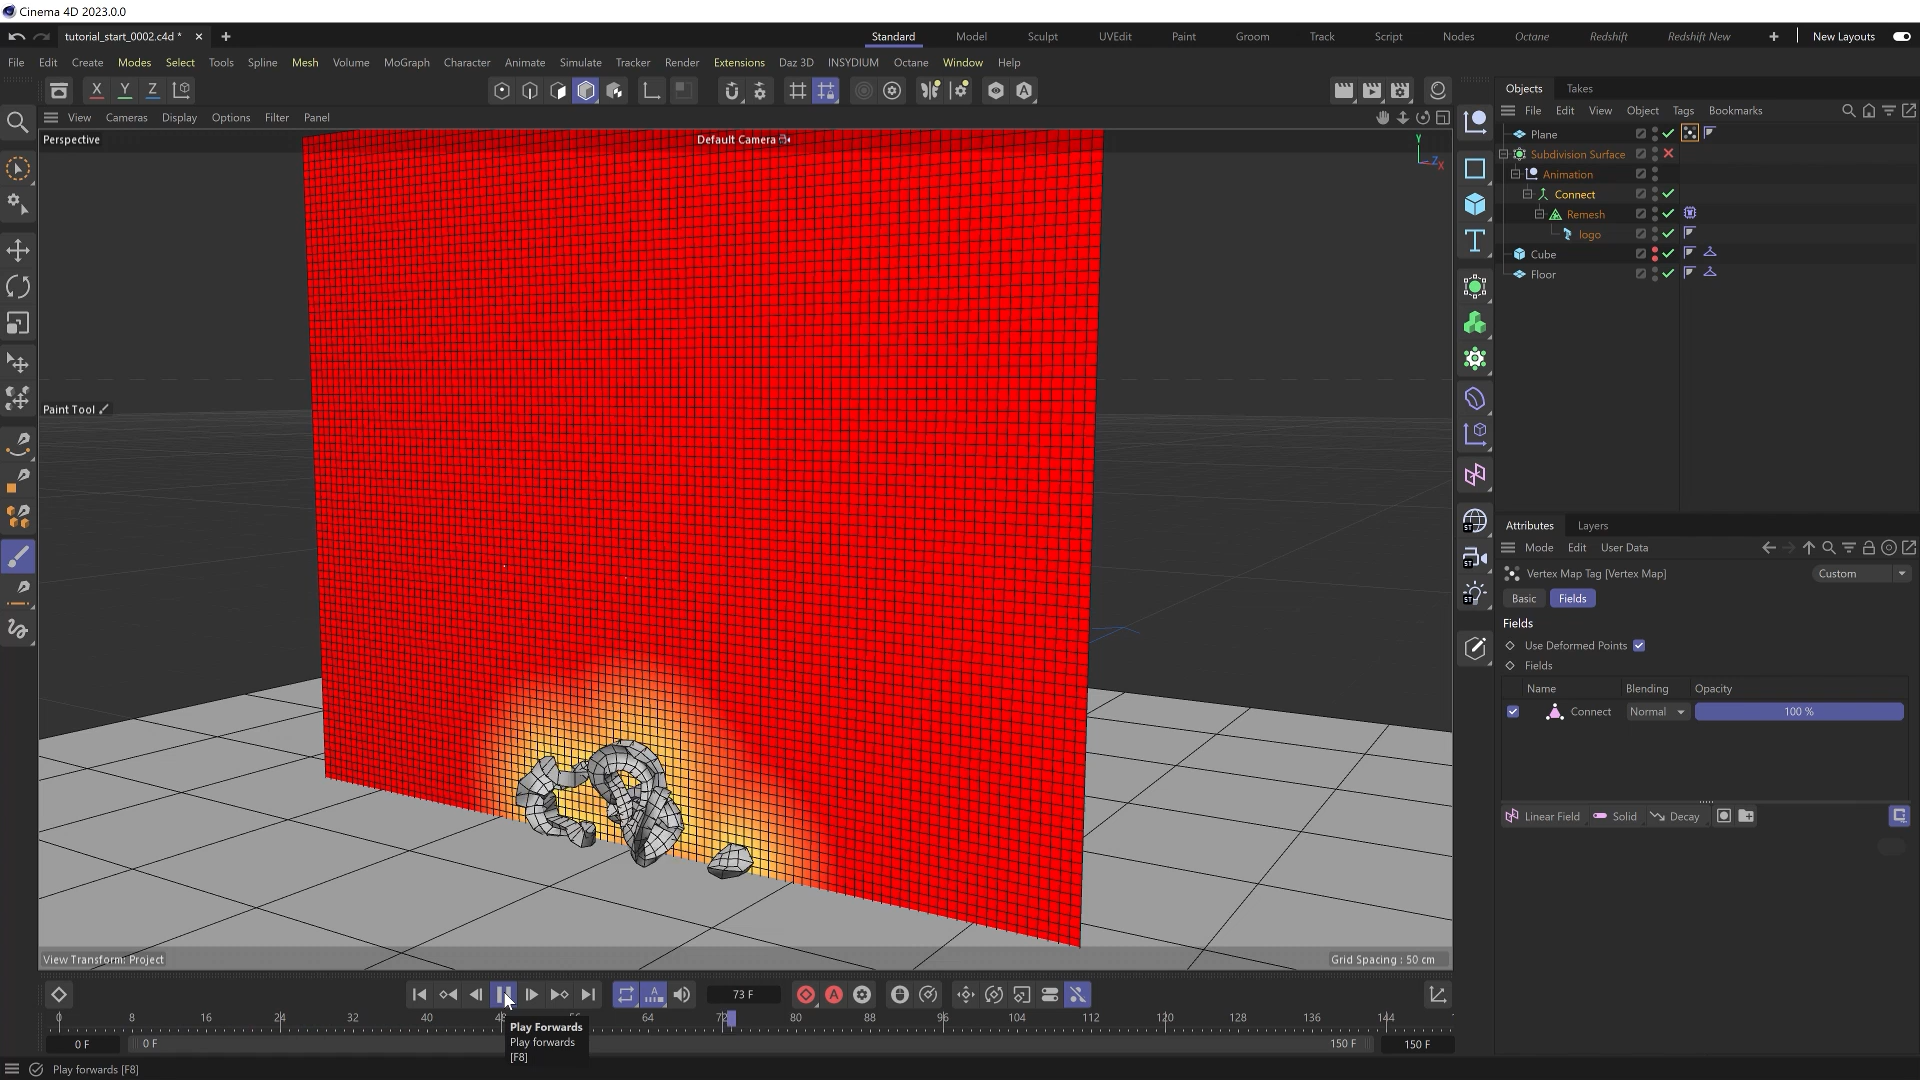 Cinema 4D 2023.0.0
tutorial_start_0002.c4d *
Standard
Model
Sculpt
UVEdit
Paint
Groom
Track
Script
Nodes
Octane
Redshift
Redshift New
New Layouts
File
Edit
Create
Modes
Select
Tools
Spline
Mesh
Volume
MoGraph
Character
Animate
Simulate
Tracker
Render
Extensions
Daz 3D
INSYDIUM
Octane
Window
Help
X
Y
Z
Objects
Takes
View
Cameras
Display
Options
Filter
Panel
File
Edit
View
Object
Tags
Bookmarks
Perspective
Default Camera
Y
Z
X
Plane
Subdivision Surface
Animation
Connect
Remesh
logo
Cube
Floor
Paint Tool
Attributes
Layers
Mode
Edit
User Data
Vertex Map Tag [Vertex Map]
Custom
Basic
Fields
Fields
Use Deformed Points
Fields
Name
Blending
Opacity
Connect
Normal
100 %
Linear Field
Solid
Decay
ST
ST
ST
View Transform: Project
Grid Spacing : 50 cm
73 F
0
8
16
24
32
40
48
56
64
72
80
88
96
104
112
120
128
136
144
0 F
0 F
150 F
150 F
Play Forwards
Play forwards
[F8]
Play forwards [F8]